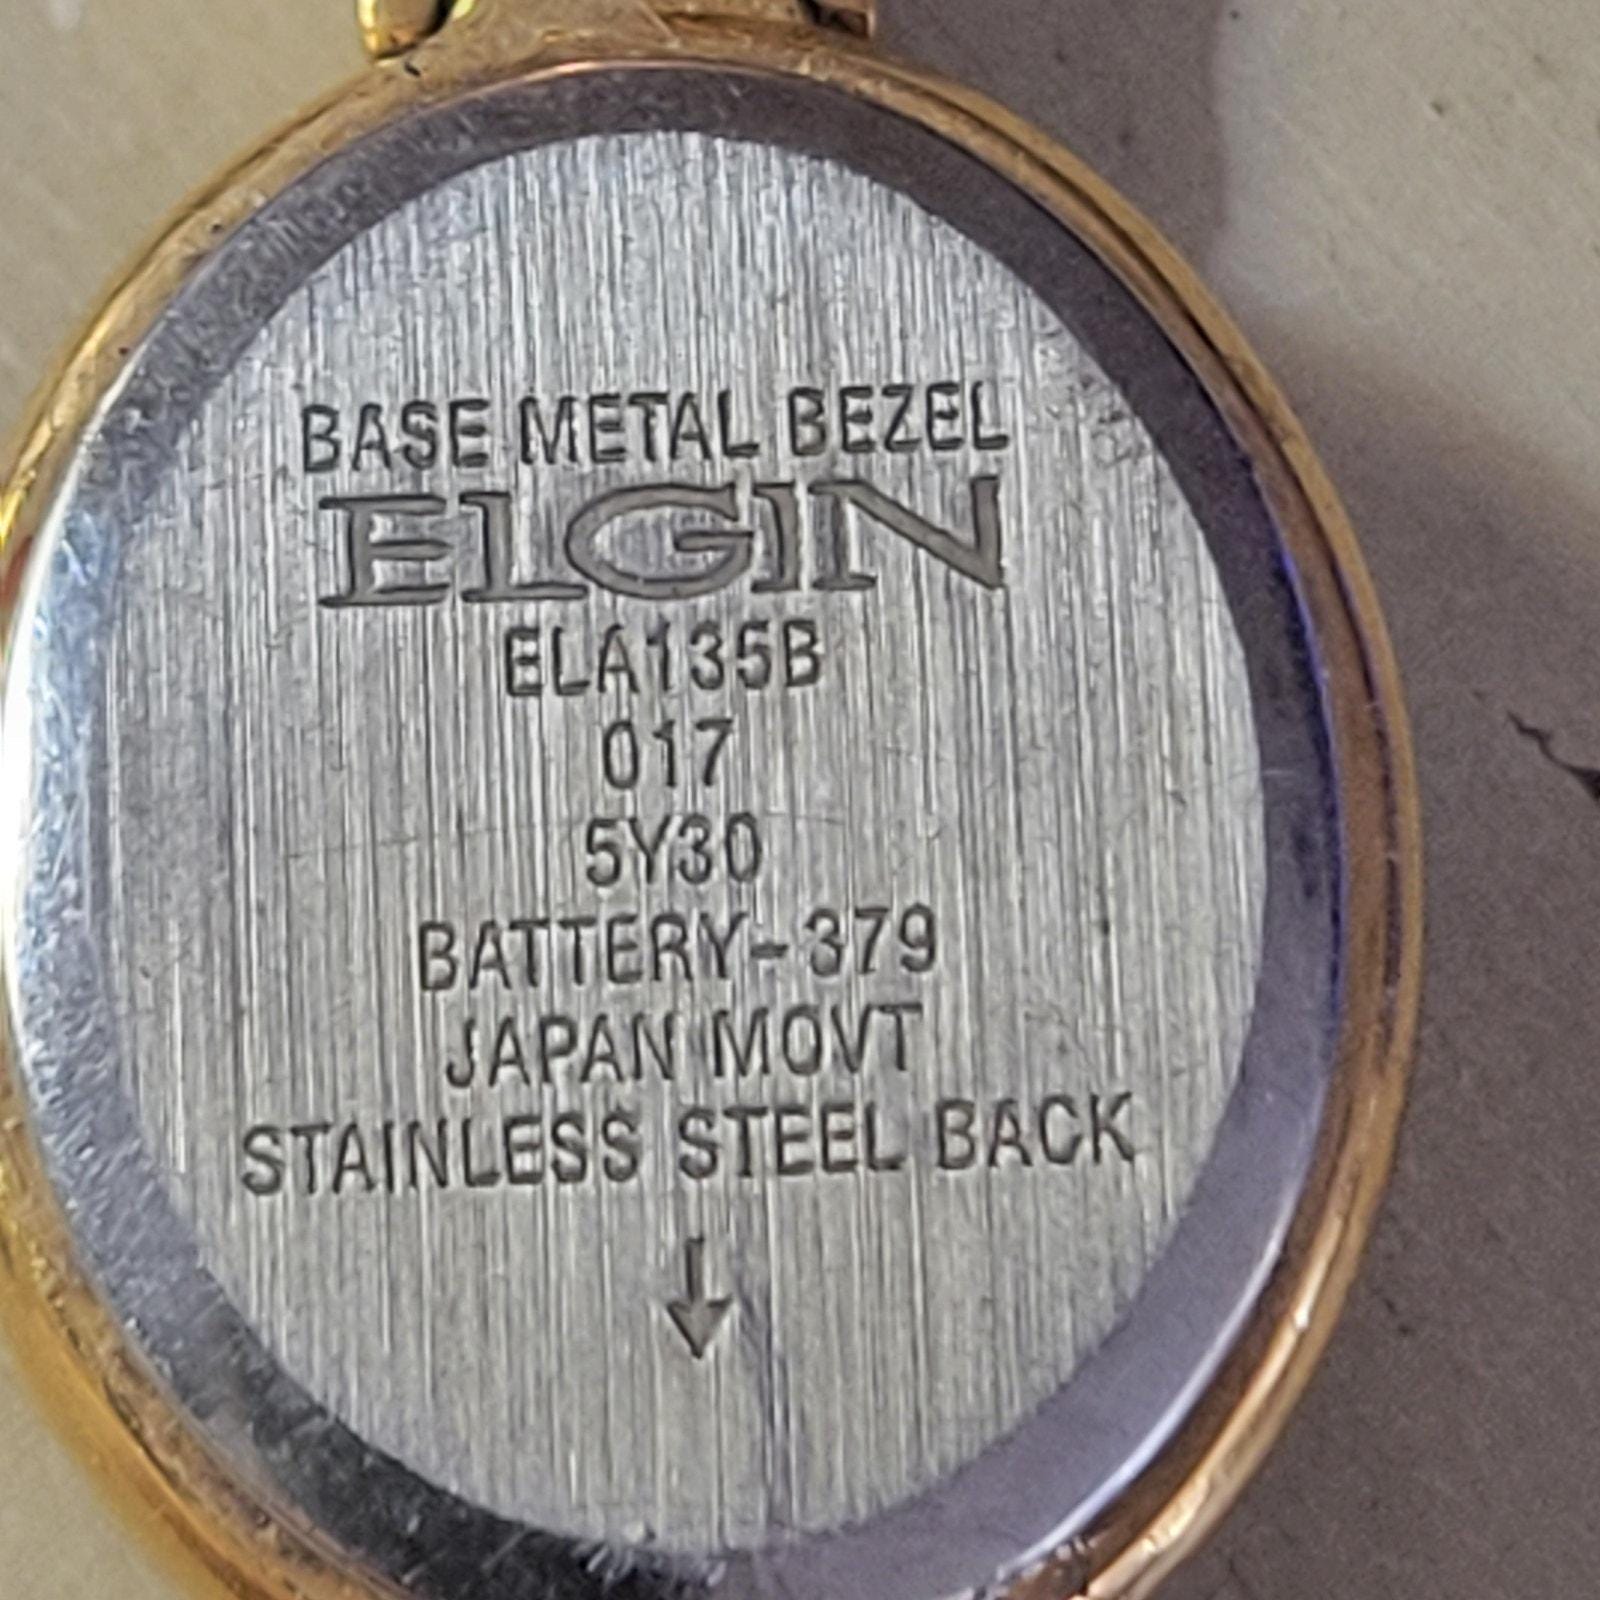 BASE METAL BEZEL
ELGIN
ELA135B
017
5Y30
BATTERY-379
JAPAN MOVT
STAINLESS STEEL BACK